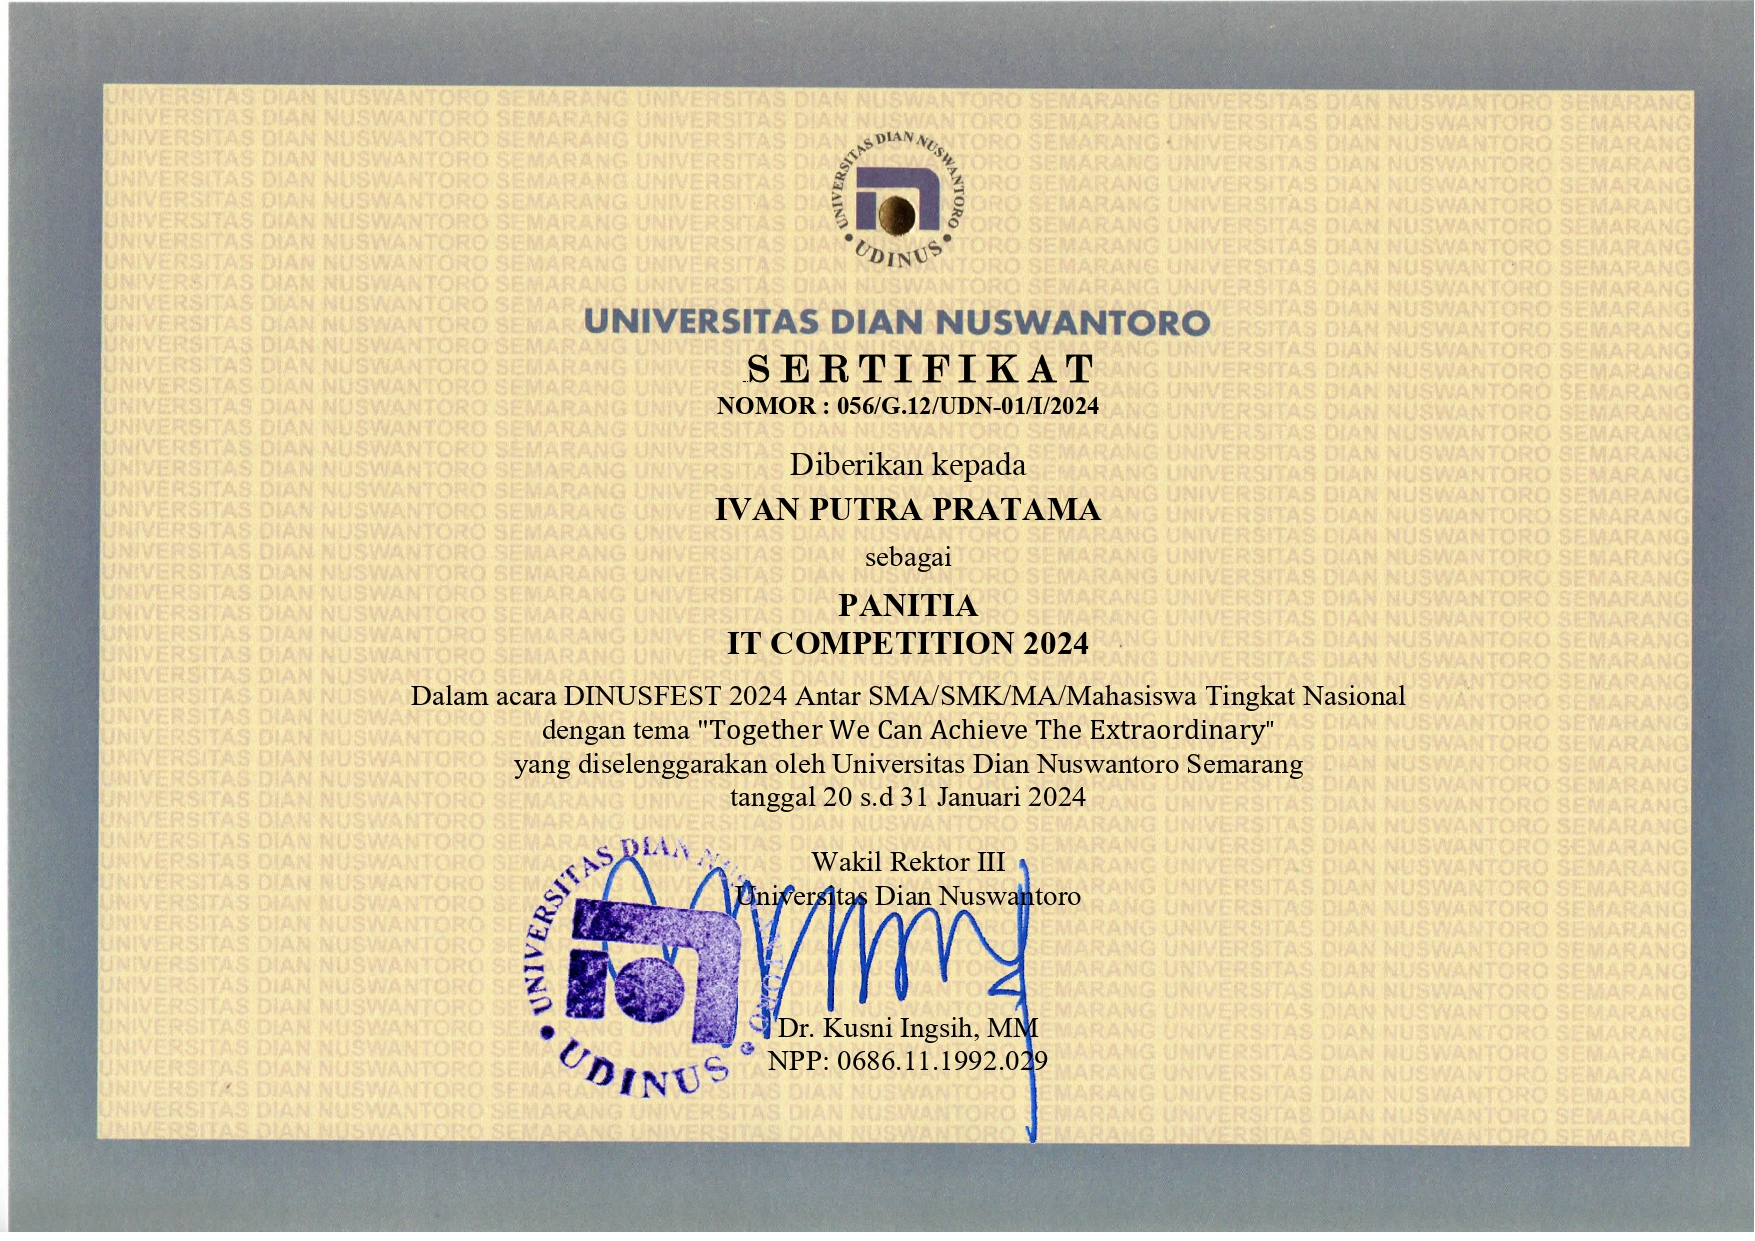 UNIVERSITAS DIAN NUSWANTORO
UDINUS
UNIVERSITAS DIAN NUSWANTORO
SERTIFIKAT
NOMOR : 056/G.12/UDN-01/I/2024
Diberikan kepada
IVAN PUTRA PRATAMA
sebagai
PANITIA
IT COMPETITION 2024
Dalam acara DINUSFEST 2024 Antar SMA/SMK/MA/Mahasiswa Tingkat Nasional
dengan tema "Together We Can Achieve The Extraordinary"
yang diselenggarakan oleh Universitas Dian Nuswantoro Semarang
tanggal 20 s.d 31 Januari 2024
Wakil Rektor III
Universitas Dian Nuswantoro
UNIVERSITAS DIAN NUSWANTORO
UDINUS
Dr. Kusni Ingsih, MM
NPP: 0686.11.1992.029